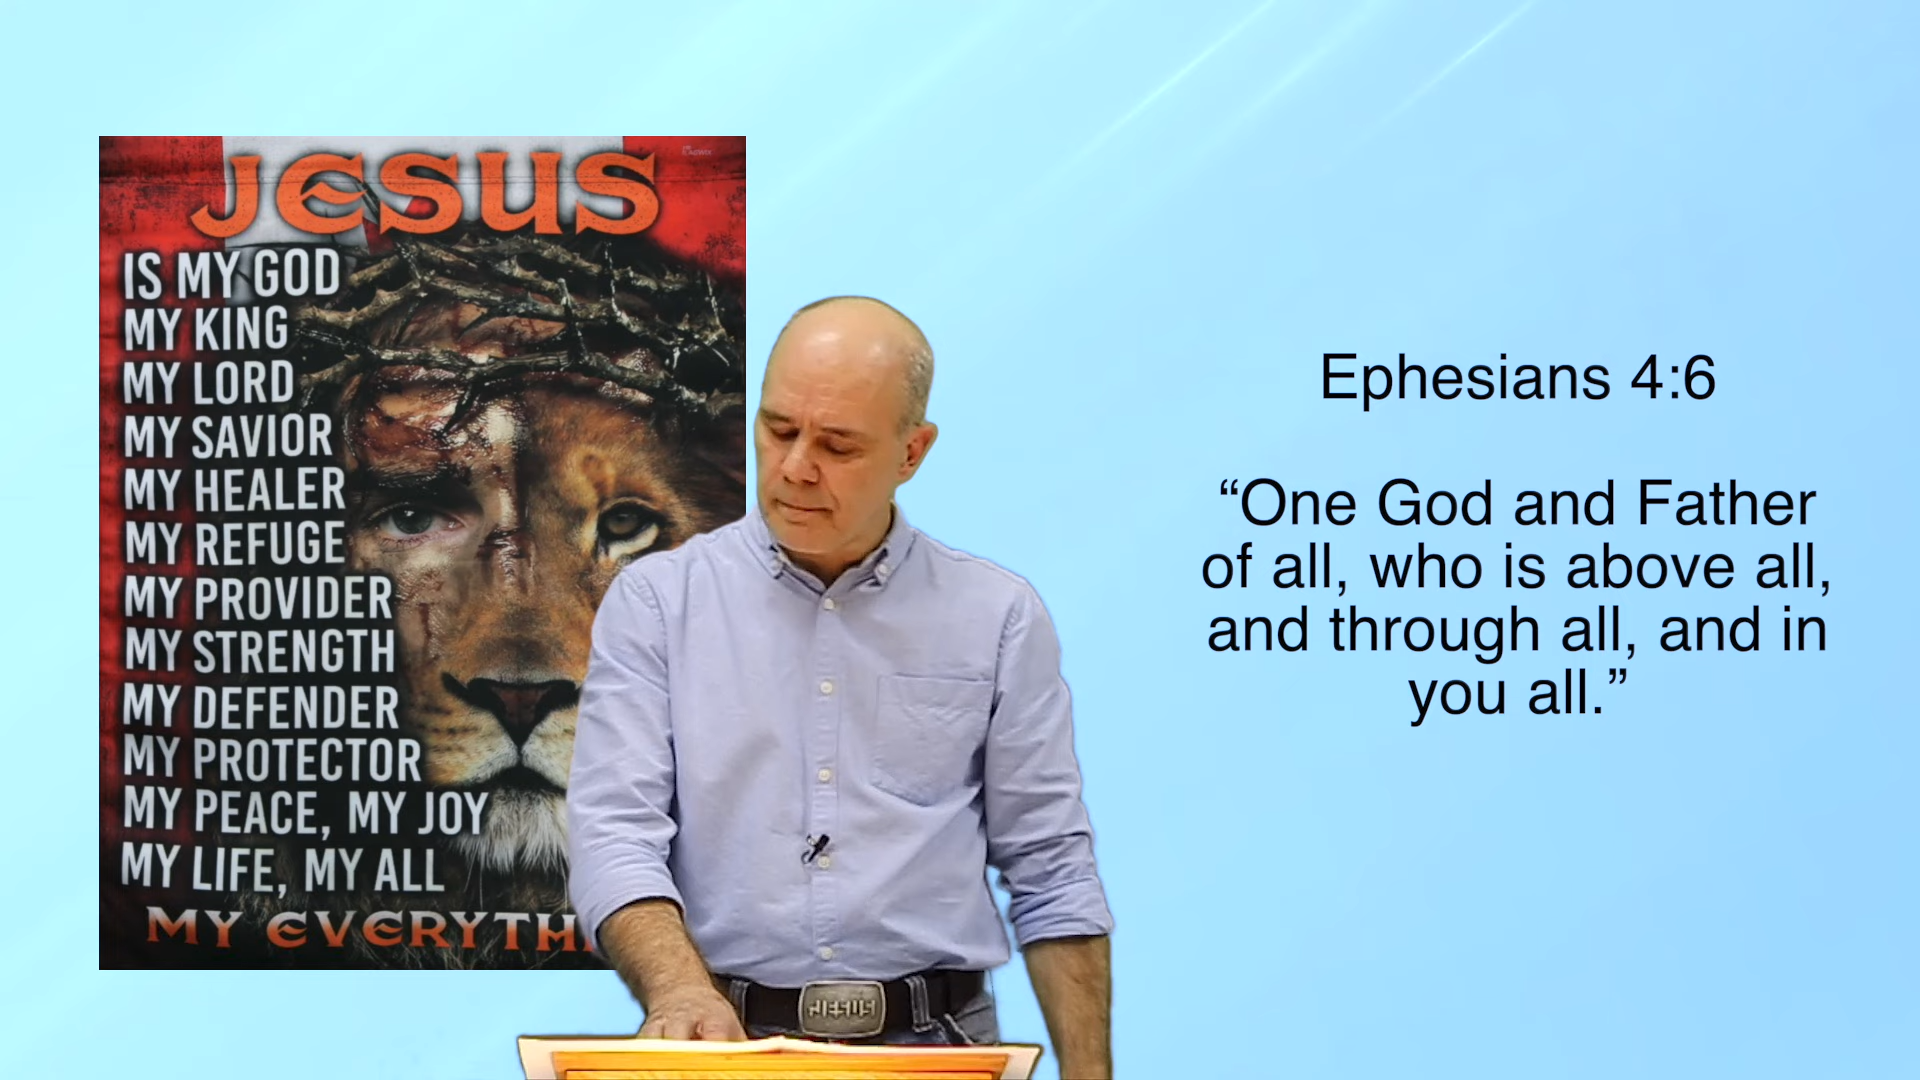 JESUS
IS MY GOD
MY KING
MY LORD
MY SAVIOR
MY HEALER
MY REFUGE
MY PROVIDER
MY STRENGTH
MY DEFENDER
MY PROTECTOR
MY PEACE, MY JOY
MY LIFE, MY ALL
MY EVERYTHI
JESUS
Ephesians 4:6
“One God and Father
of all, who is above all,
and through all, and in
you all.”